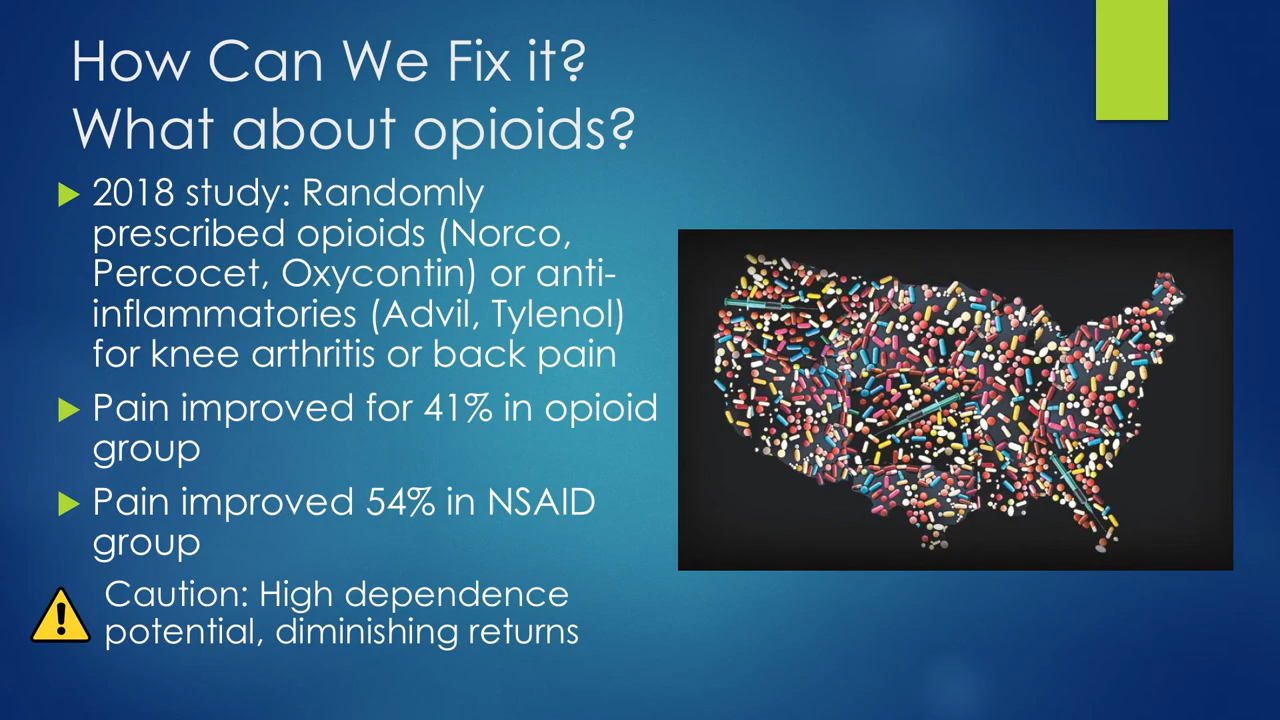 How Can We Fix it?
What about opioids?
2018 study: Randomly
prescribed opioids (Norco,
Percocet, Oxycontin) or anti-
inflammatories (Advil, Tylenol)
for knee arthritis or back pain
Pain improved for 41% in opioid
group
Pain improved 54% in NSAID
group
Caution: High dependence
potential, diminishing returns